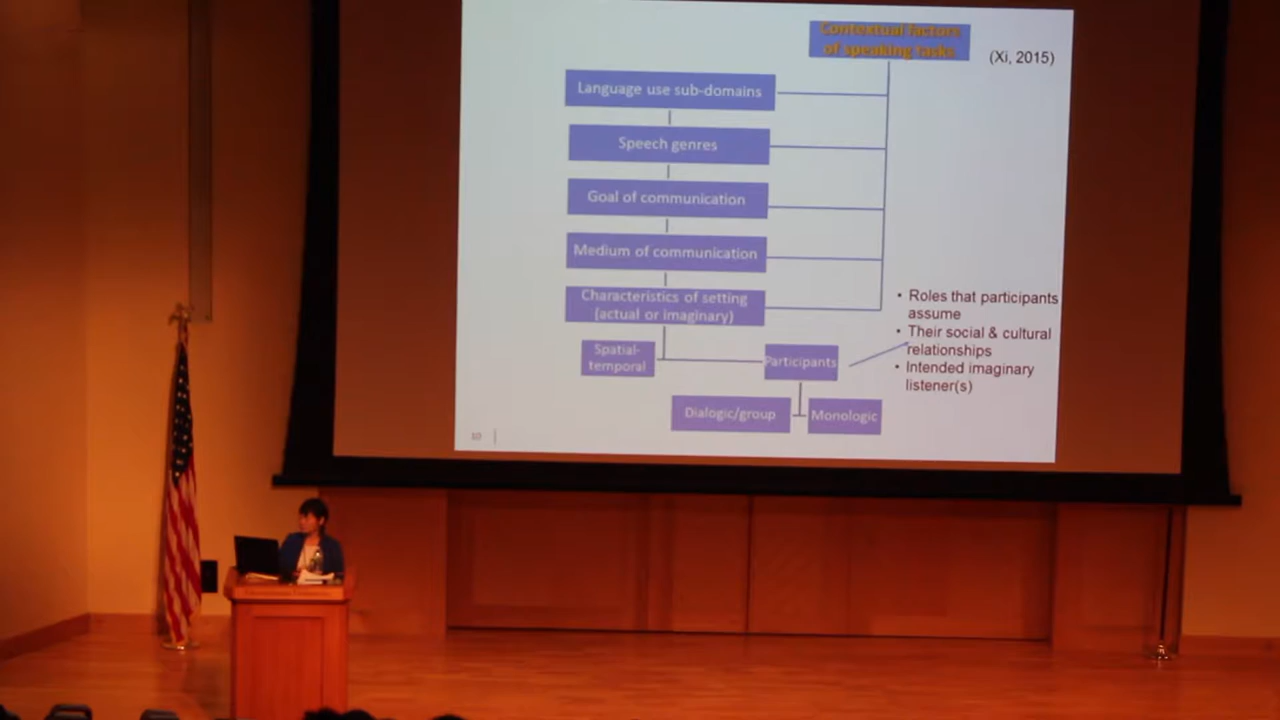 Contextual factors
of speaking tasks
(Xi, 2015)
Language use sub-domains
Speech genres
Goal of communication
Medium of communication
Characteristics of setting
(actual or imaginary)
Spatial-
temporal
Participants
• Roles that participants
assume
• Their social & cultural
relationships
• Intended imaginary
listener(s)
Dialogic/group
Monologic
10